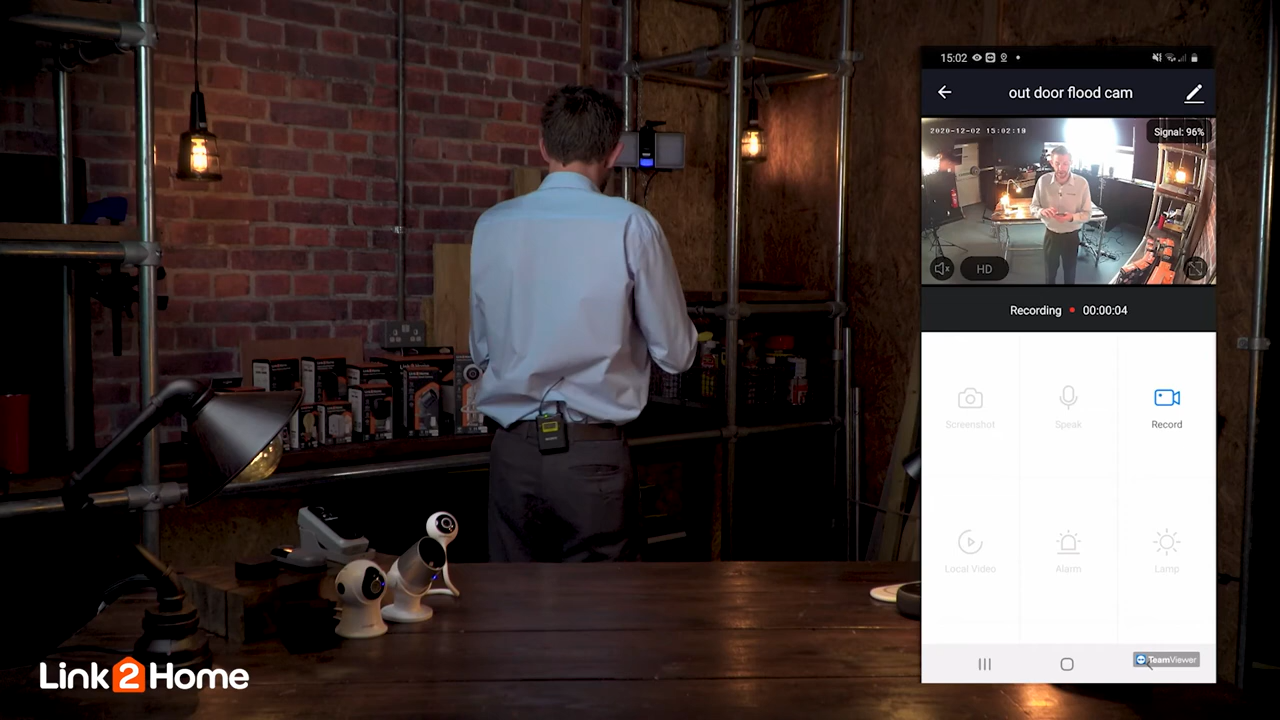 15:02
out door flood cam
2020-12-02 15:02:19
Signal: 96%
HD
Recording
00:00:04
Screenshot
Speak
Record
Local Video
Alarm
Lamp
TeamViewer
Link2Home